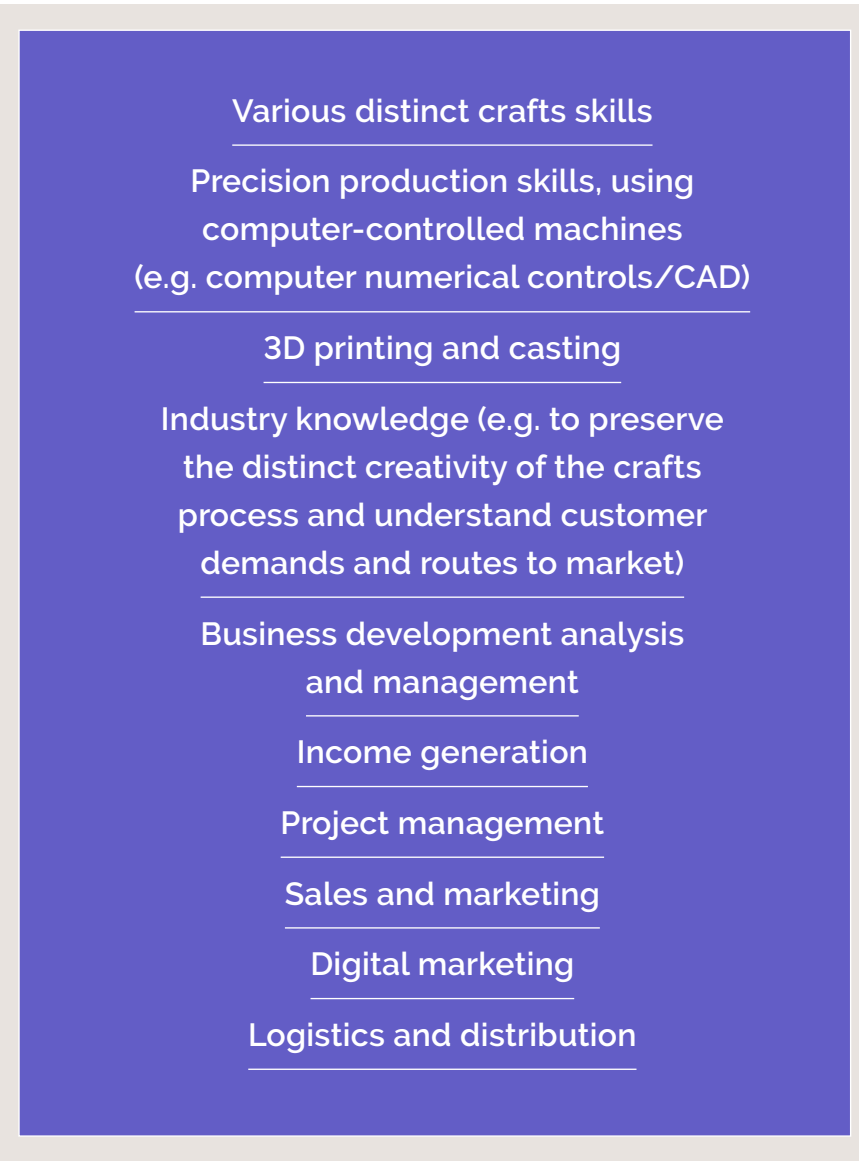 Various distinct crafts skills
Precision production skills, using
computer-controlled machines
(e.g. computer numerical controls/CAD)
3D printing and casting
Industry knowledge (e.g. to preserve
the distinct creativity of the crafts
process and understand customer
demands and routes to market)
Business development analysis
and management
Income generation
Project management
Sales and marketing
Digital marketing
Logistics and distribution